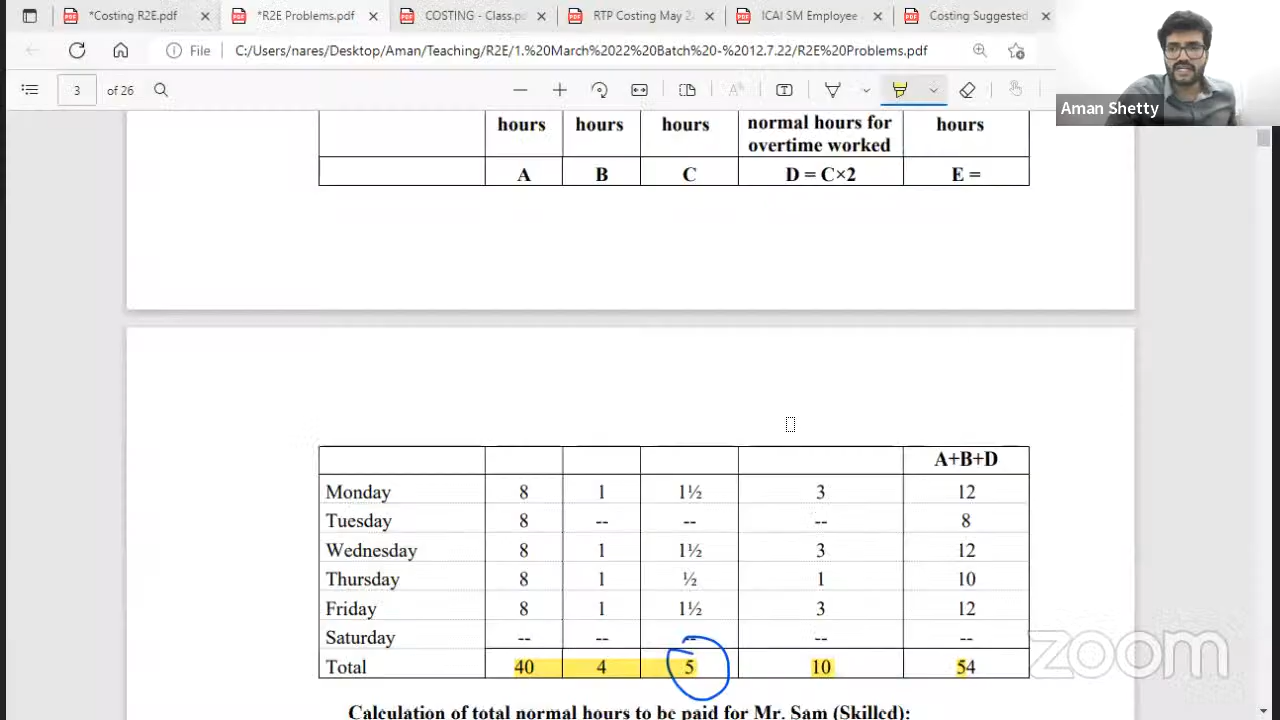 *Costing R2E.pdf
*R2E Problems.pdf
COSTING - Class.pd
RTP Costing May 2
ICAI SM Employee
Costing Suggested
File
C:/Users/nares/Desktop/Aman/Teaching/R2E/1.%20March%2022%20Batch%20-%2012.7.22/R2E%20Problems.pdf
3 of 26
Aman Shetty
hours hours hours normal hours for hours
overtime worked
A B C D = C×2 E =
A+B+D
Monday 8 1 1½ 3 12
Tuesday 8 -- -- -- 8
Wednesday 8 1 1½ 3 12
Thursday 8 1 ½ 1 10
Friday 8 1 1½ 3 12
Saturday -- -- -- -- --
Total 40 4 5 10 54
zoom
Calculation of total normal hours to be paid for Mr. Sam (Skilled):